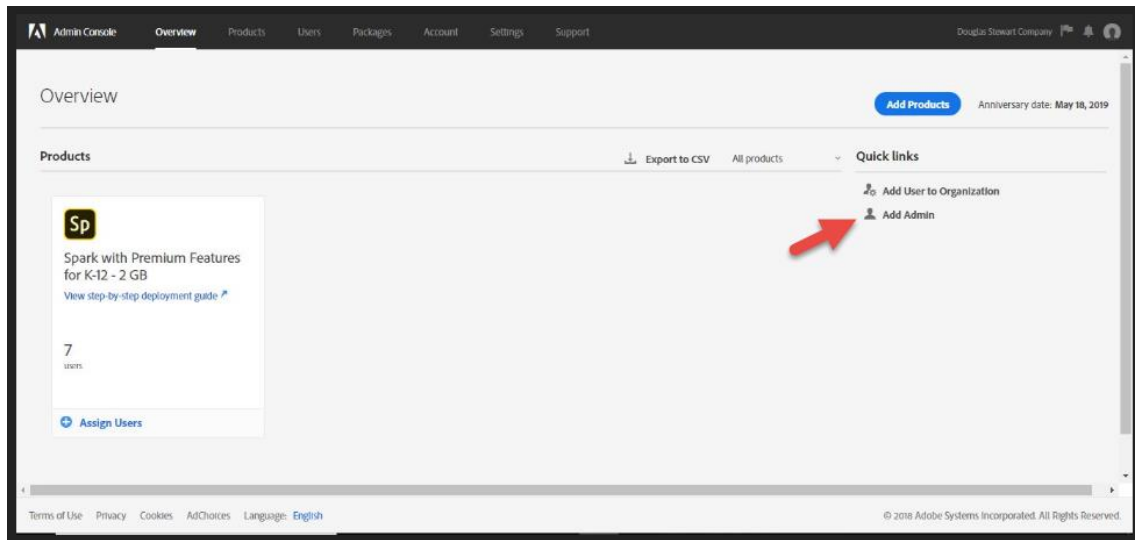 Admin Console Overview Products Users Packages Account Settings Support Douglas Stewart Company
Overview
Add Products Anniversary date: May 18, 2019
Products Export to CSV All products Quick links
Add User to Organization
Add Admin
Sp
Spark with Premium Features
for K-12 - 2 GB
View step-by-step deployment guide
7
users
Assign Users
Terms of Use Privacy Cookies AdChoices Language: English © 2018 Adobe Systems Incorporated. All Rights Reserved.